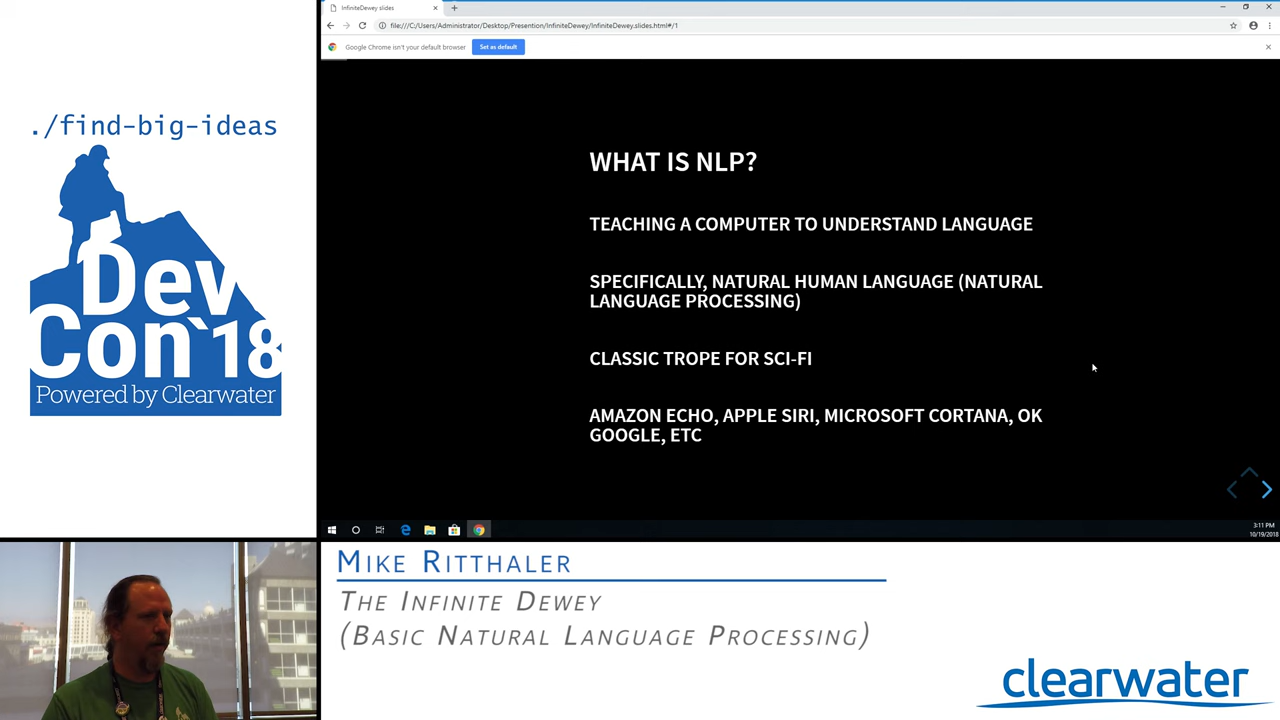 InfiniteDewey slides
file:///C:/Users/Administrator/Desktop/Presention/InfiniteDewey/InfiniteDewey.slides.html#/1
Google Chrome isn't your default browser
Set as default
./find-big-ideas
Dev
Con`18
Powered by Clearwater
WHAT IS NLP?
TEACHING A COMPUTER TO UNDERSTAND LANGUAGE
SPECIFICALLY, NATURAL HUMAN LANGUAGE (NATURAL
LANGUAGE PROCESSING)
CLASSIC TROPE FOR SCI-FI
AMAZON ECHO, APPLE SIRI, MICROSOFT CORTANA, OK
GOOGLE, ETC
3:11 PM
10/19/2018
MIKE RITTHALER
THE INFINITE DEWEY
(BASIC NATURAL LANGUAGE PROCESSING)
clearwater